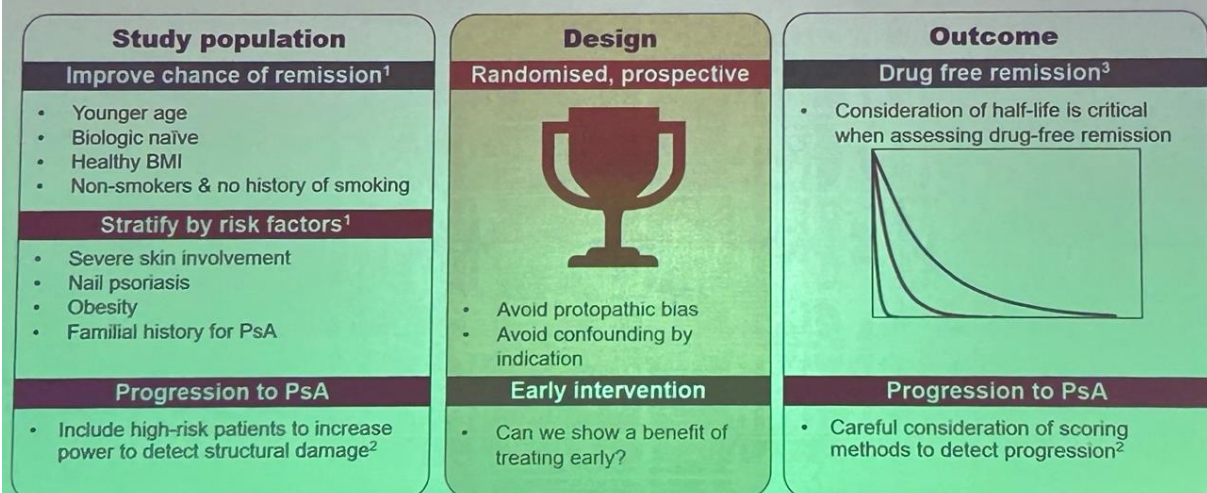 Study population
Improve chance of remission¹
• Younger age
• Biologic naïve
• Healthy BMI
• Non-smokers & no history of smoking
Stratify by risk factors¹
• Severe skin involvement
• Nail psoriasis
• Obesity
• Familial history for PsA
Progression to PsA
• Include high-risk patients to increase
power to detect structural damage²
Design
Randomised, prospective
• Avoid protopathic bias
• Avoid confounding by
indication
Early intervention
• Can we show a benefit of
treating early?
Outcome
Drug free remission³
• Consideration of half-life is critical
when assessing drug-free remission
Progression to PsA
• Careful consideration of scoring
methods to detect progression²